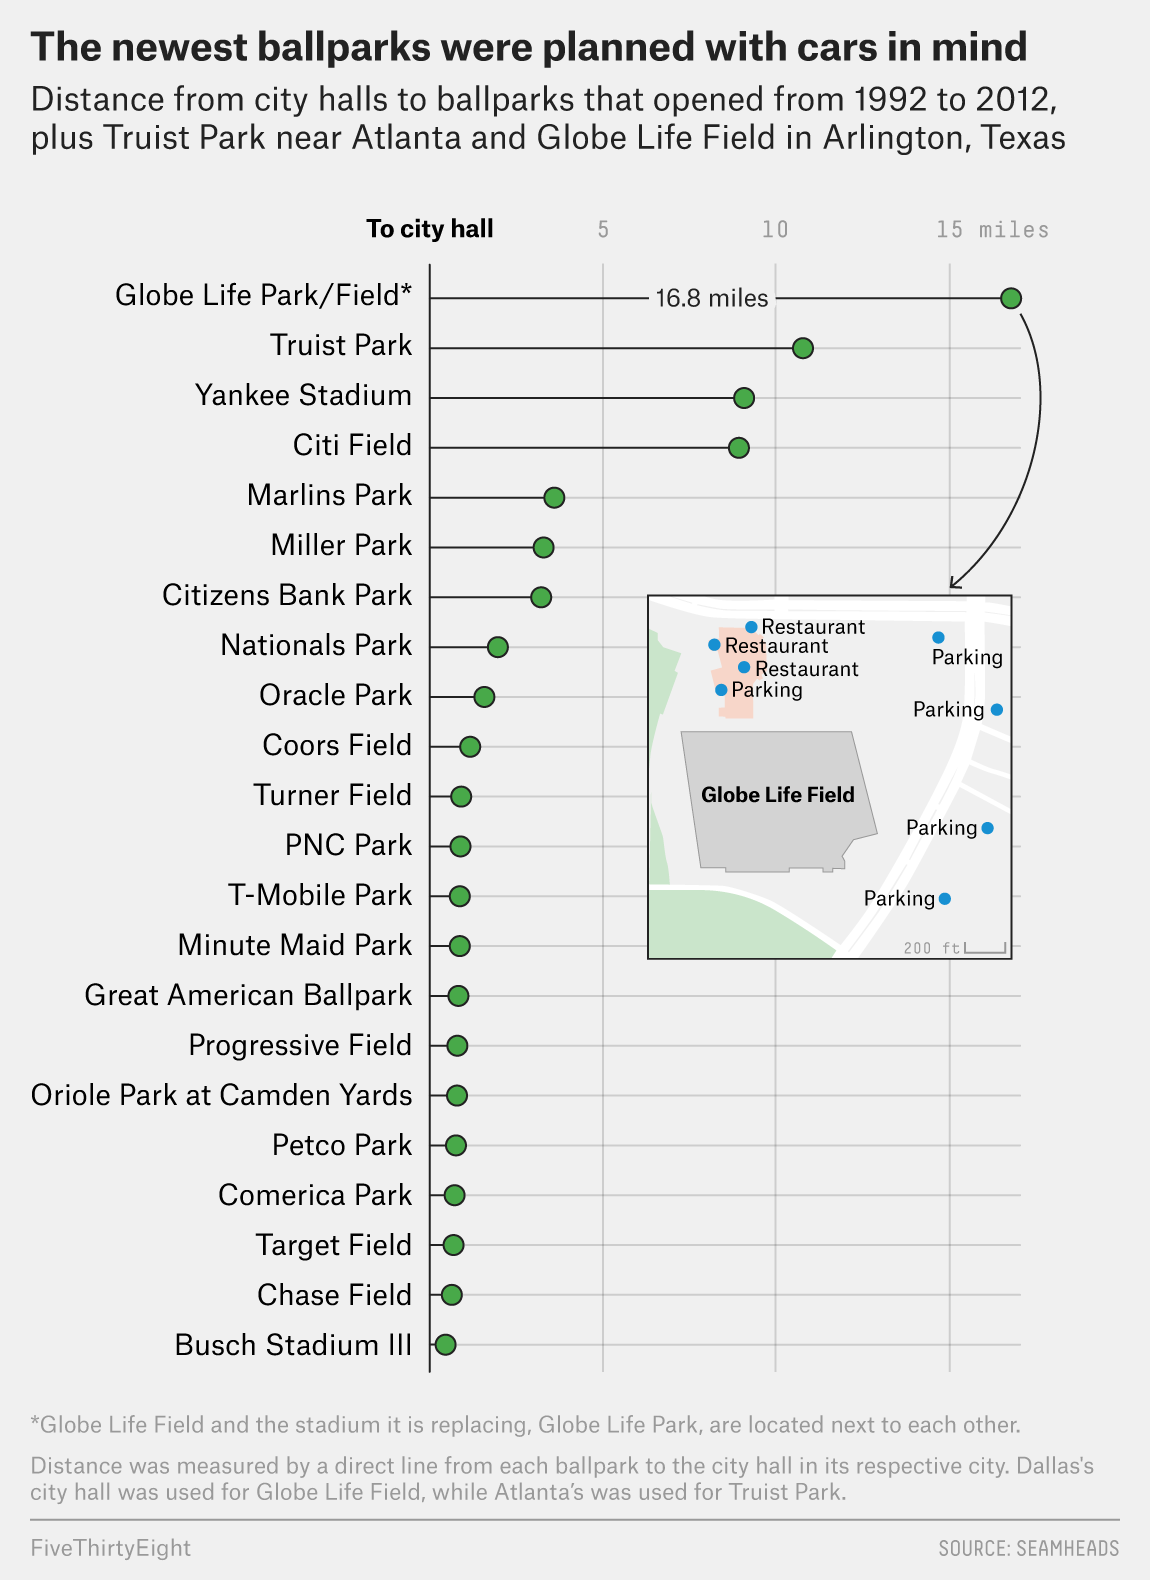 The newest ballparks were planned with cars in mind
Distance from city halls to ballparks that opened from 1992 to 2012,
plus Truist Park near Atlanta and Globe Life Field in Arlington, Texas
To city hall 5 10 15 miles
Globe Life Park/Field* 16.8 miles
Truist Park
Yankee Stadium
Citi Field
Marlins Park
Miller Park
Citizens Bank Park
Nationals Park
Oracle Park
Coors Field
Turner Field
PNC Park
T-Mobile Park
Minute Maid Park
Great American Ballpark
Progressive Field
Oriole Park at Camden Yards
Petco Park
Comerica Park
Target Field
Chase Field
Busch Stadium III
Restaurant
Restaurant
Restaurant
Parking
Parking
Parking
Globe Life Field
Parking
Parking
200 ft
*Globe Life Field and the stadium it is replacing, Globe Life Park, are located next to each other.
Distance was measured by a direct line from each ballpark to the city hall in its respective city. Dallas's
city hall was used for Globe Life Field, while Atlanta’s was used for Truist Park.
FiveThirtyEight SOURCE: SEAMHEADS